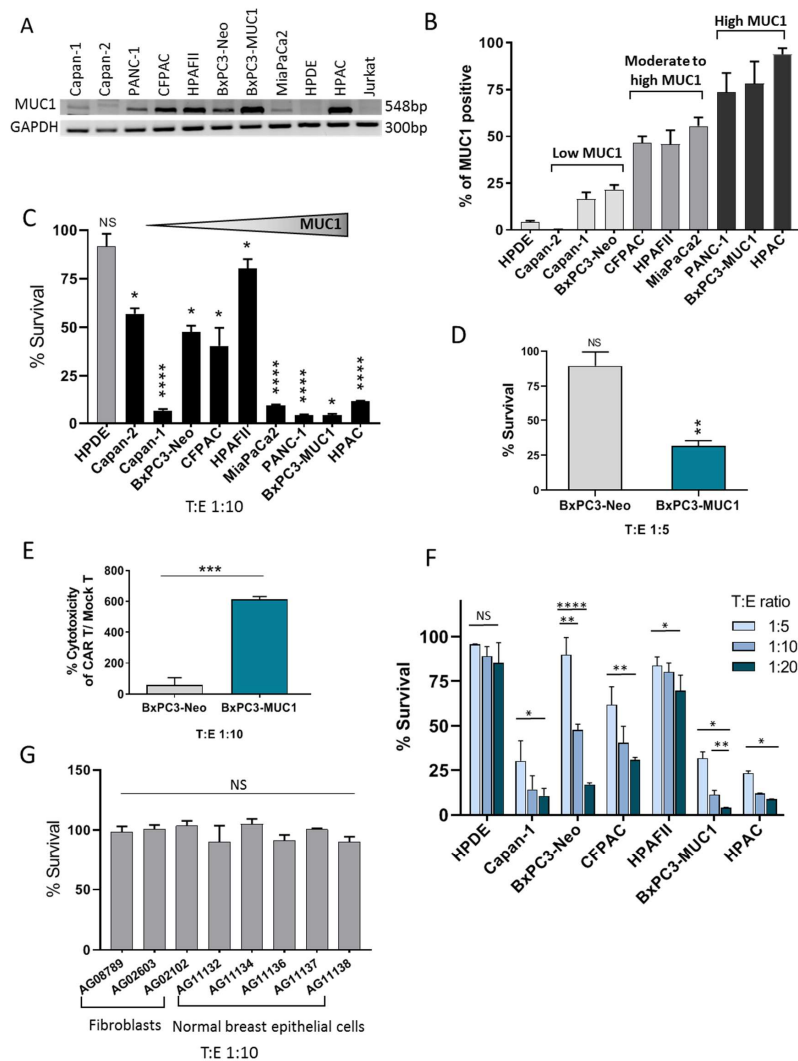 A
Capan-1
Capan-2
PANC-1
CFPAC
HPAFII
BxPC3-Neo
BxPC3-MUC1
MiaPaCa2
HPDE
HPAC
Jurkat
MUC1 548bp
GAPDH 300bp
B
% of MUC1 positive
100
75
50
25
0
Low MUC1
Moderate to
high MUC1
High MUC1
HPDE
Capan-2
Capan-1
BxPC3-Neo
CFPAC
HPAFII
MiaPaCa2
PANC-1
BxPC3-MUC1
HPAC
C
% Survival
100
75
50
25
0
MUC1
NS
*
****
*
*
*
****
****
*
****
HPDE
Capan-2
Capan-1
BxPC3-Neo
CFPAC
HPAFII
MiaPaCa2
PANC-1
BxPC3-MUC1
HPAC
T:E 1:10
D
% Survival
100
75
50
25
0
NS
**
BxPC3-Neo BxPC3-MUC1
T:E 1:5
E
% Cytotoxicity
of CAR T/ Mock T
800
600
400
200
0
***
BxPC3-Neo BxPC3-MUC1
T:E 1:10
F
% Survival
100
75
50
25
0
T:E ratio
1:5
1:10
1:20
NS
*
****
**
**
*
*
**
*
HPDE
Capan-1
BxPC3-Neo
CFPAC
HPAFII
BxPC3-MUC1
HPAC
G
% Survival
150
100
50
0
NS
AG08789
AG02603
AG02102
AG11132
AG11134
AG11136
AG11137
AG11138
Fibroblasts Normal breast epithelial cells
T:E 1:10